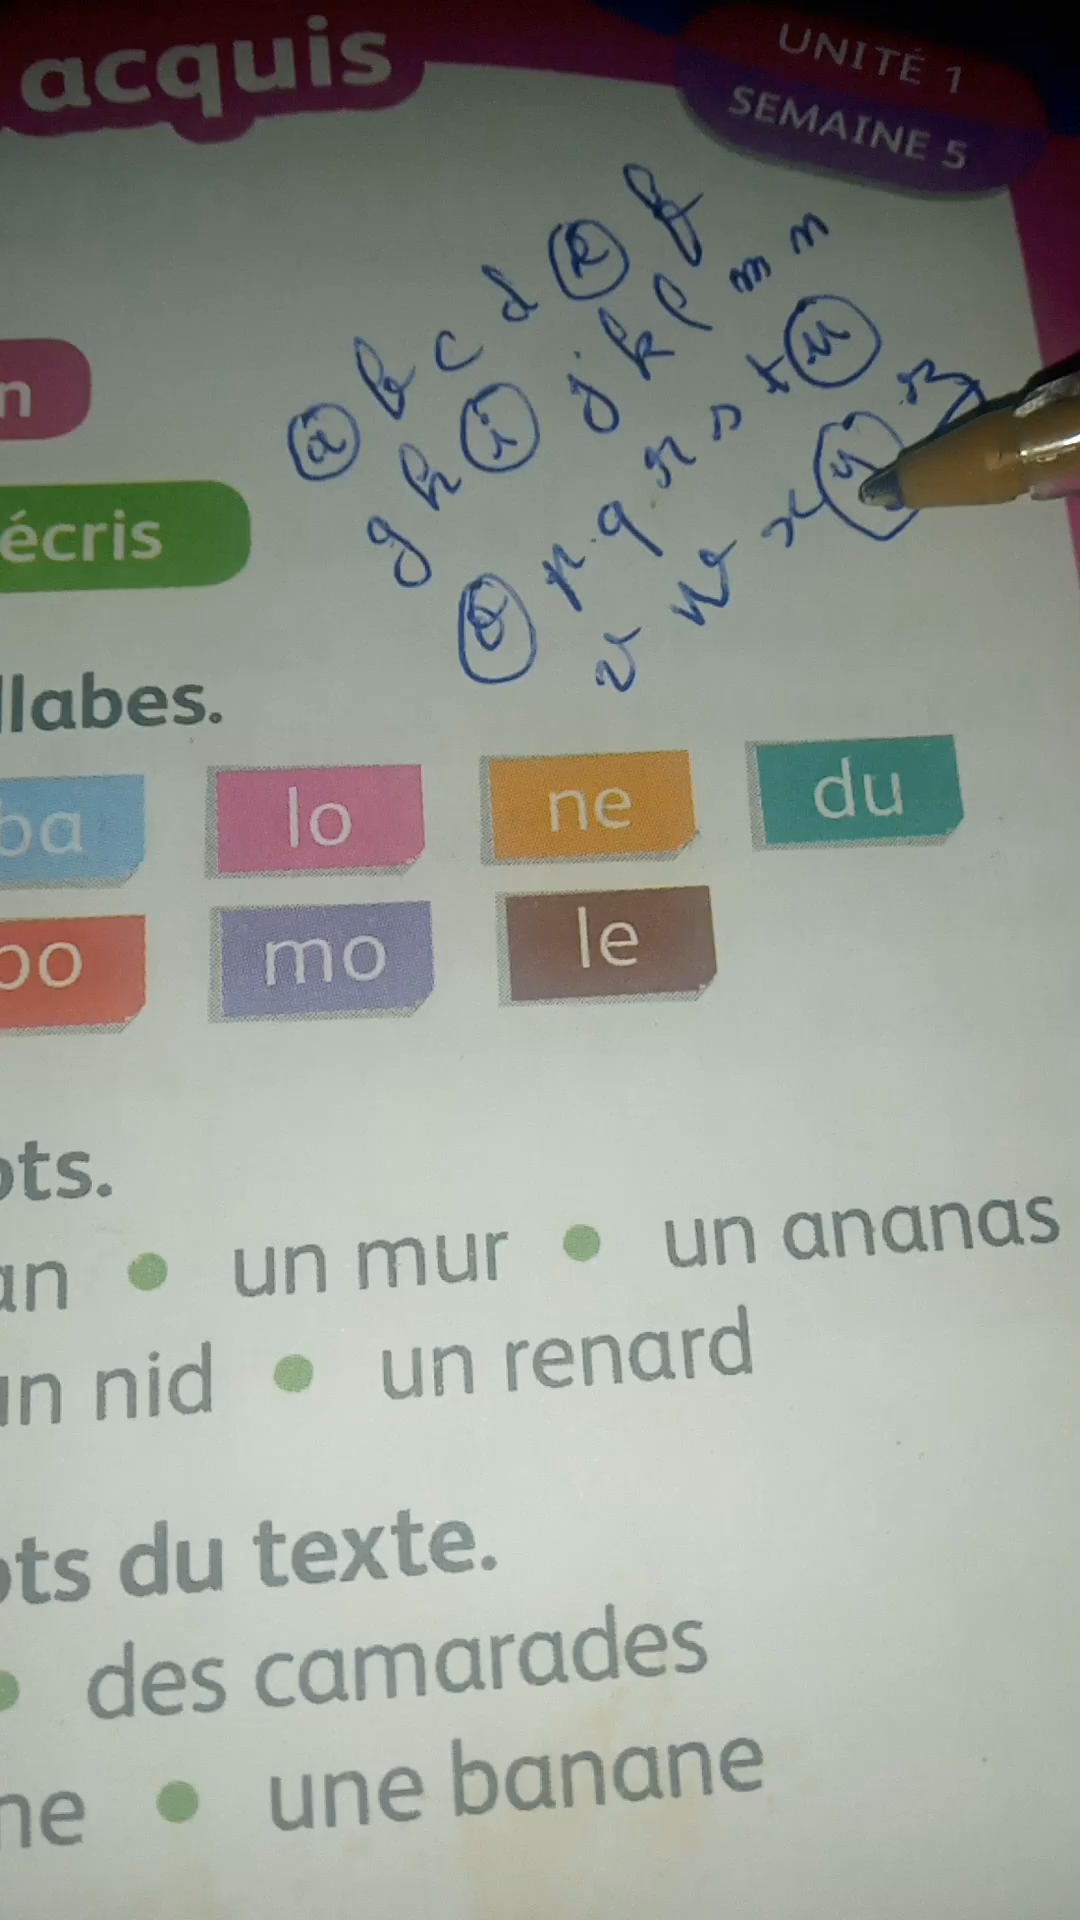 acquis
UNITÉ 1
SEMAINE 5
a b c d e f
g h i j k l m n
o p q r s t u
v w x y z
n
écris
llabes.
ba lo ne du
bo mo le
ots.
an • un mur • un ananas
un nid • un renard
ots du texte.
• des camarades
ne • une banane